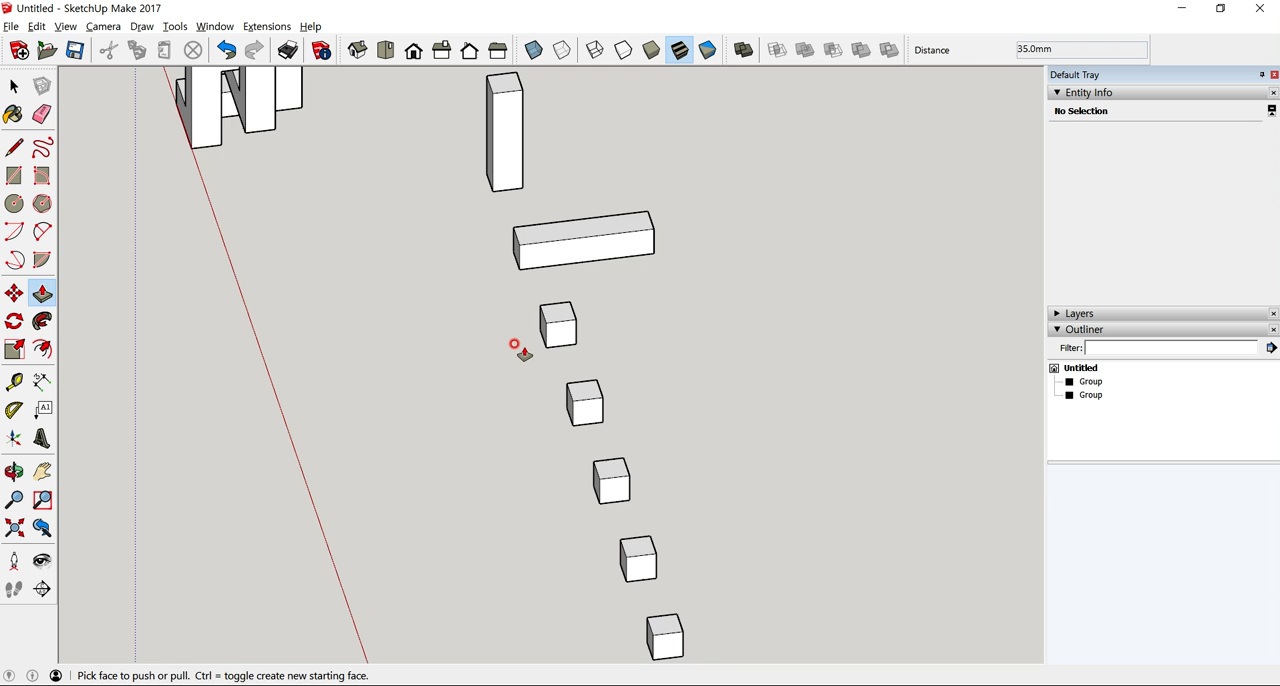 Untitled - SketchUp Make 2017
File Edit View Camera Draw Tools Window Extensions Help
Distance 35.0mm
Default Tray
Entity Info
No Selection
A1
Layers
Outliner
Filter:
Untitled
Group
Group
Pick face to push or pull. Ctrl = toggle create new starting face.